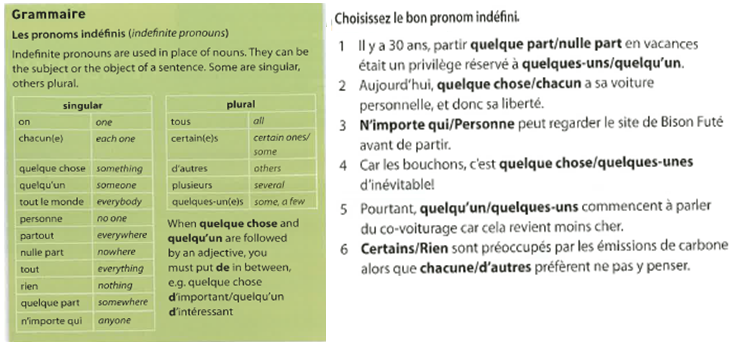 Grammaire
Les pronoms indéfinis (indefinite pronouns)
Indefinite pronouns are used in place of nouns. They can be
the subject or the object of a sentence. Some are singular,
others plural.
singular
on one
chacun(e) each one
quelque chose something
quelqu'un someone
tout le monde everybody
personne no one
partout everywhere
nulle part nowhere
tout everything
rien nothing
quelque part somewhere
n'importe qui anyone
plural
tous all
certain(e)s certain ones/
some
d'autres others
plusieurs several
quelques-un(e)s some, a few
When quelque chose and
quelqu'un are followed
by an adjective, you
must put de in between,
e.g. quelque chose
d'important/quelqu'un
d'intéressant
Choisissez le bon pronom indéfini.
1 Il y a 30 ans, partir quelque part/nulle part en vacances
était un privilège réservé à quelques-uns/quelqu'un.
2 Aujourd'hui, quelque chose/chacun a sa voiture
personnelle, et donc sa liberté.
3 N'importe qui/Personne peut regarder le site de Bison Futé
avant de partir.
4 Car les bouchons, c'est quelque chose/quelques-unes
d'inévitable!
5 Pourtant, quelqu'un/quelques-uns commencent à parler
du co-voiturage car cela revient moins cher.
6 Certains/Rien sont préoccupés par les émissions de carbone
alors que chacune/d'autres préfèrent ne pas y penser.